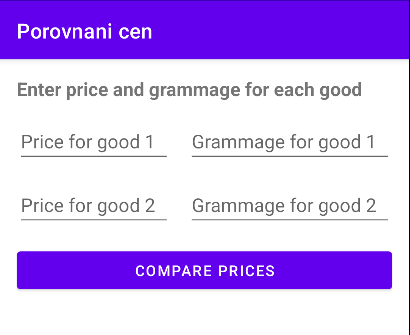 Porovnani cen
Enter price and grammage for each good
Price for good 1 Grammage for good 1
Price for good 2 Grammage for good 2
COMPARE PRICES